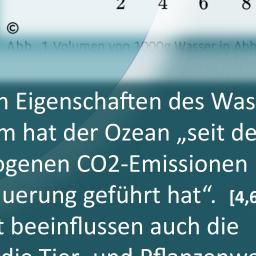 2 4 6 8
©
Abb. 1 Volumen von 1000g Wasser in Abh
n Eigenschaften des Was
m hat der Ozean „seit de
ogenen CO2-Emissionen
uerung geführt hat“. [4,6
t beeinflussen auch die
die Tier- und Pflanzenwe